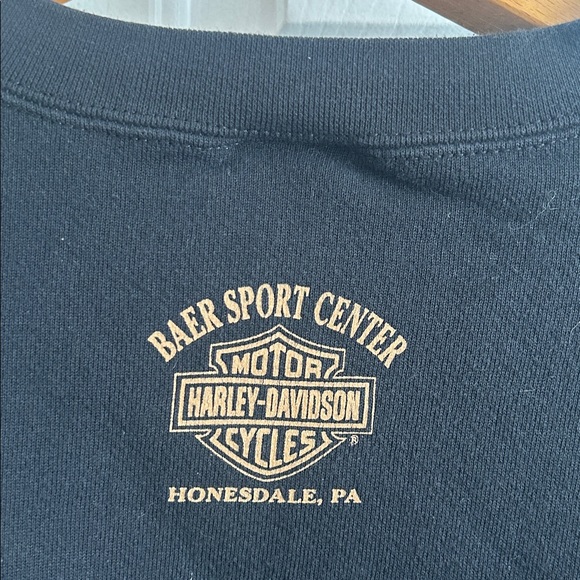 BAER SPORT CENTER
MOTOR
HARLEY-DAVIDSON
CYCLES
®
HONESDALE, PA